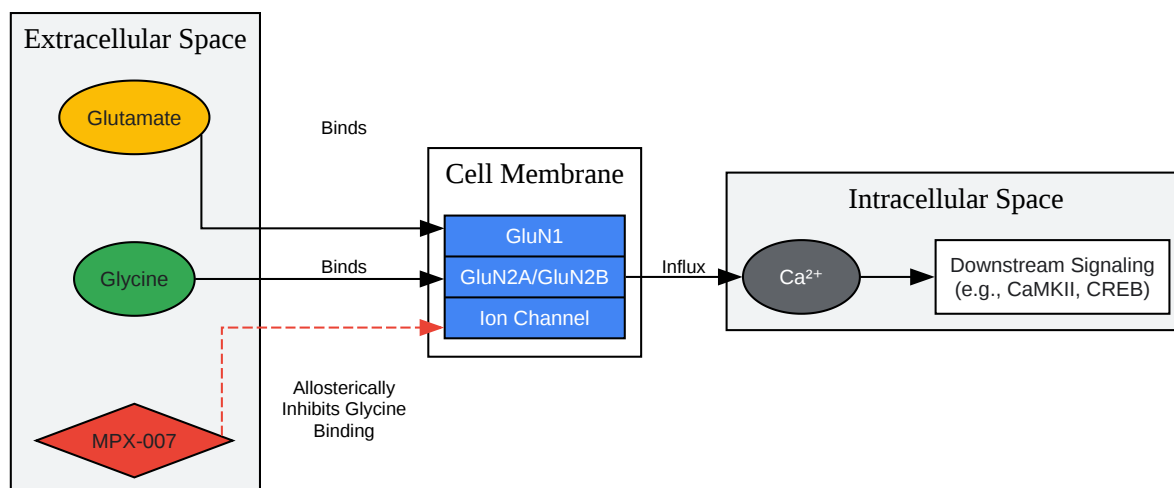 Extracellular Space
Glutamate
Binds
Cell Membrane
Intracellular Space
GluN1
Glycine
Binds
GluN2A/GluN2B
Influx
Ca²⁺
Downstream Signaling
(e.g., CaMKII, CREB)
Ion Channel
Allosterically
Inhibits Glycine
Binding
MPX-007